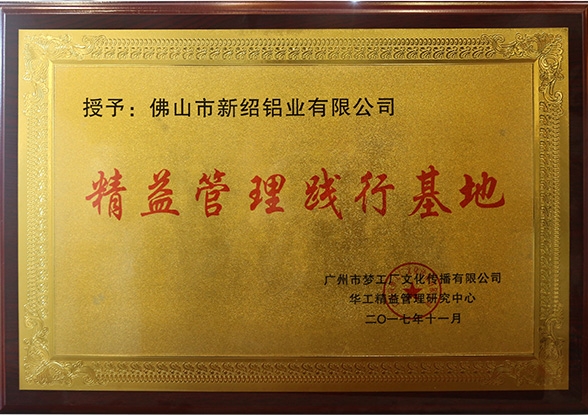 授予：佛山市新绍铝业有限公司
精益管理践行基地
广州市梦工厂文化传播有限公司
华工精益管理研究中心
二〇一七年十一月